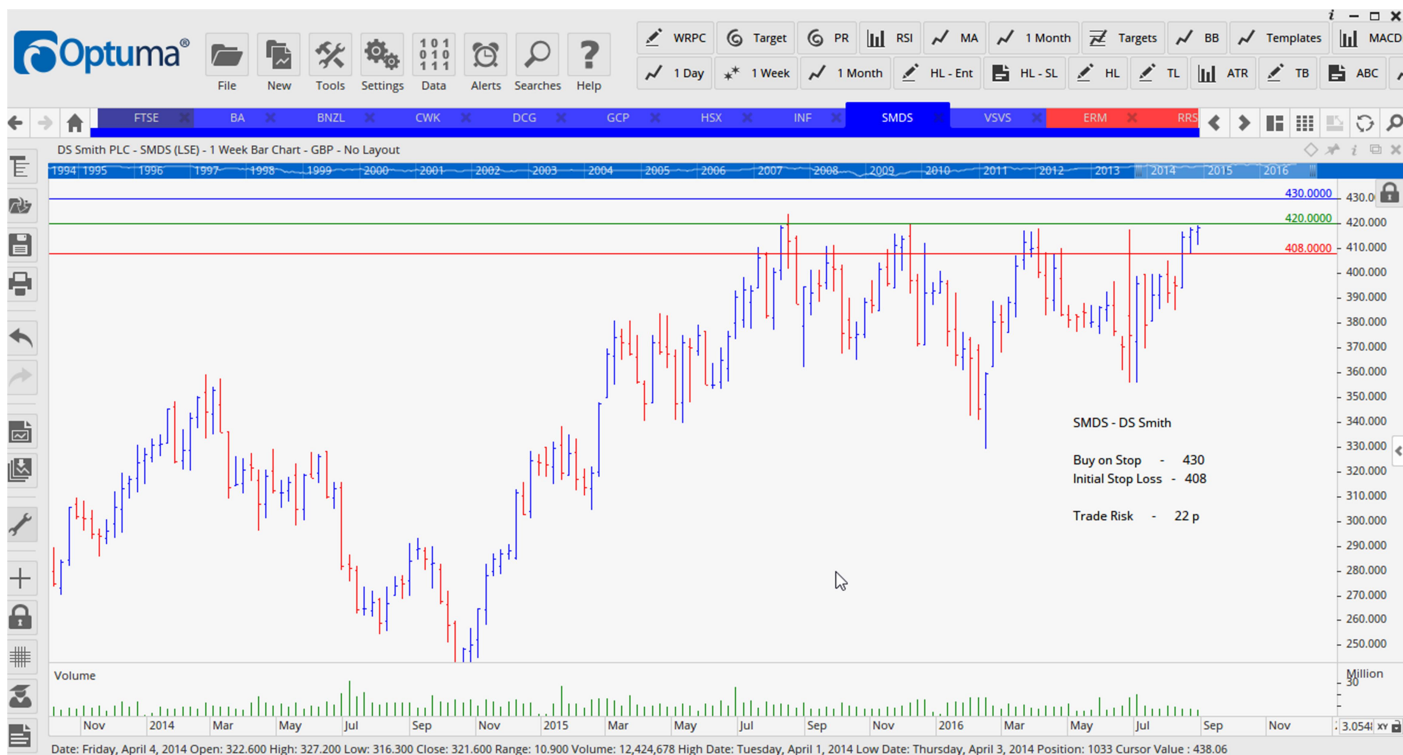 i
Optuma®
WRPC Target PR RSI MA 1 Month Targets BB Templates MACD
1 Day 1 Week 1 Month HL - Ent HL - SL HL TL ATR TB ABC
101
010
111
File New Tools Settings Data Alerts Searches Help
FTSE BA BNZL CWK DCG GCP HSX INF SMDS VSVS ERM RRS
DS Smith PLC - SMDS (LSE) - 1 Week Bar Chart - GBP - No Layout
1994 1995 1996 1997 1998 1999 2000 2001 2002 2003 2004 2005 2006 2007 2008 2009 2010 2011 2012 2013 2014 2015 2016
430.0000 430.0
420.0000 420.000
408.0000 410.000
400.000
390.000
380.000
370.000
360.000
350.000
340.000
330.000
320.000
310.000
300.000
290.000
280.000
270.000
260.000
250.000
SMDS - DS Smith
Buy on Stop - 430
Initial Stop Loss - 408
Trade Risk - 22 p
Volume
Million
30
Nov 2014 Mar May Jul Sep Nov 2015 Mar May Jul Sep Nov 2016 Mar May Jul Sep Nov 3.0548 XY
Date: Friday, April 4, 2014 Open: 322.600 High: 327.200 Low: 316.300 Close: 321.600 Range: 10.900 Volume: 12,424,678 High Date: Tuesday, April 1, 2014 Low Date: Thursday, April 3, 2014 Position: 1033 Cursor Value : 438.06